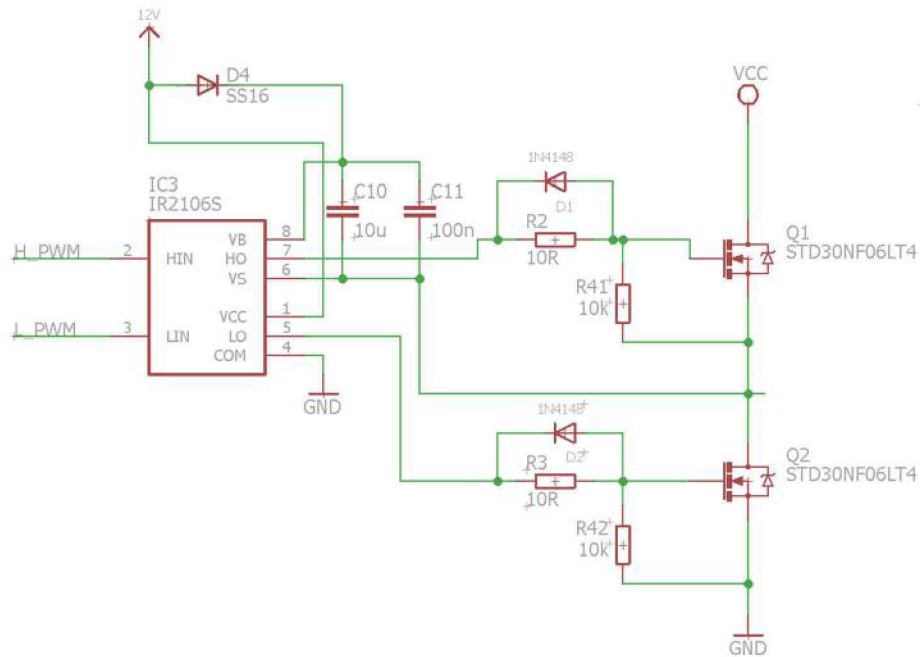 12V
D4
SS16
VCC
1N4148
D1
IC3
IR2106S
C10
10u
C11
100n
R2
10R
Q1
STD30NF06LT4
H_PWM
2
HIN
VB
8
HO
7
VS
6
R41
10k
L_PWM
3
LIN
VCC
1
LO
5
COM
4
GND
1N4148
D2
R3
10R
Q2
STD30NF06LT4
R42
10k
GND